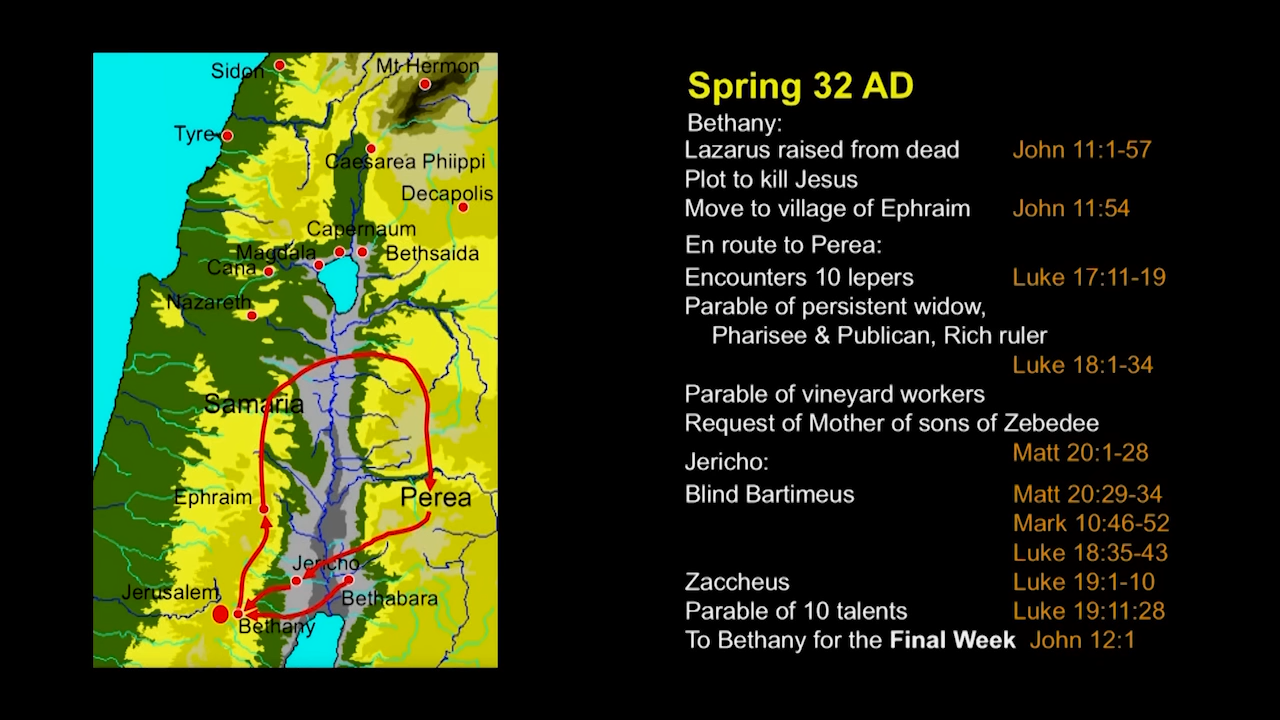 Sidon
Mt Hermon
Tyre
Caesarea Phiippi
Decapolis
Capernaum
Magdala
Bethsaida
Cana
Nazareth
Samaria
Ephraim
Perea
Jericho
Jerusalem
Bethabara
Bethany
Spring 32 AD
Bethany:
Lazarus raised from dead John 11:1-57
Plot to kill Jesus
Move to village of Ephraim John 11:54
En route to Perea:
Encounters 10 lepers Luke 17:11-19
Parable of persistent widow,
Pharisee & Publican, Rich ruler
Luke 18:1-34
Parable of vineyard workers
Request of Mother of sons of Zebedee
Matt 20:1-28
Jericho:
Blind Bartimeus Matt 20:29-34
Mark 10:46-52
Luke 18:35-43
Zaccheus Luke 19:1-10
Parable of 10 talents Luke 19:11:28
To Bethany for the Final Week John 12:1